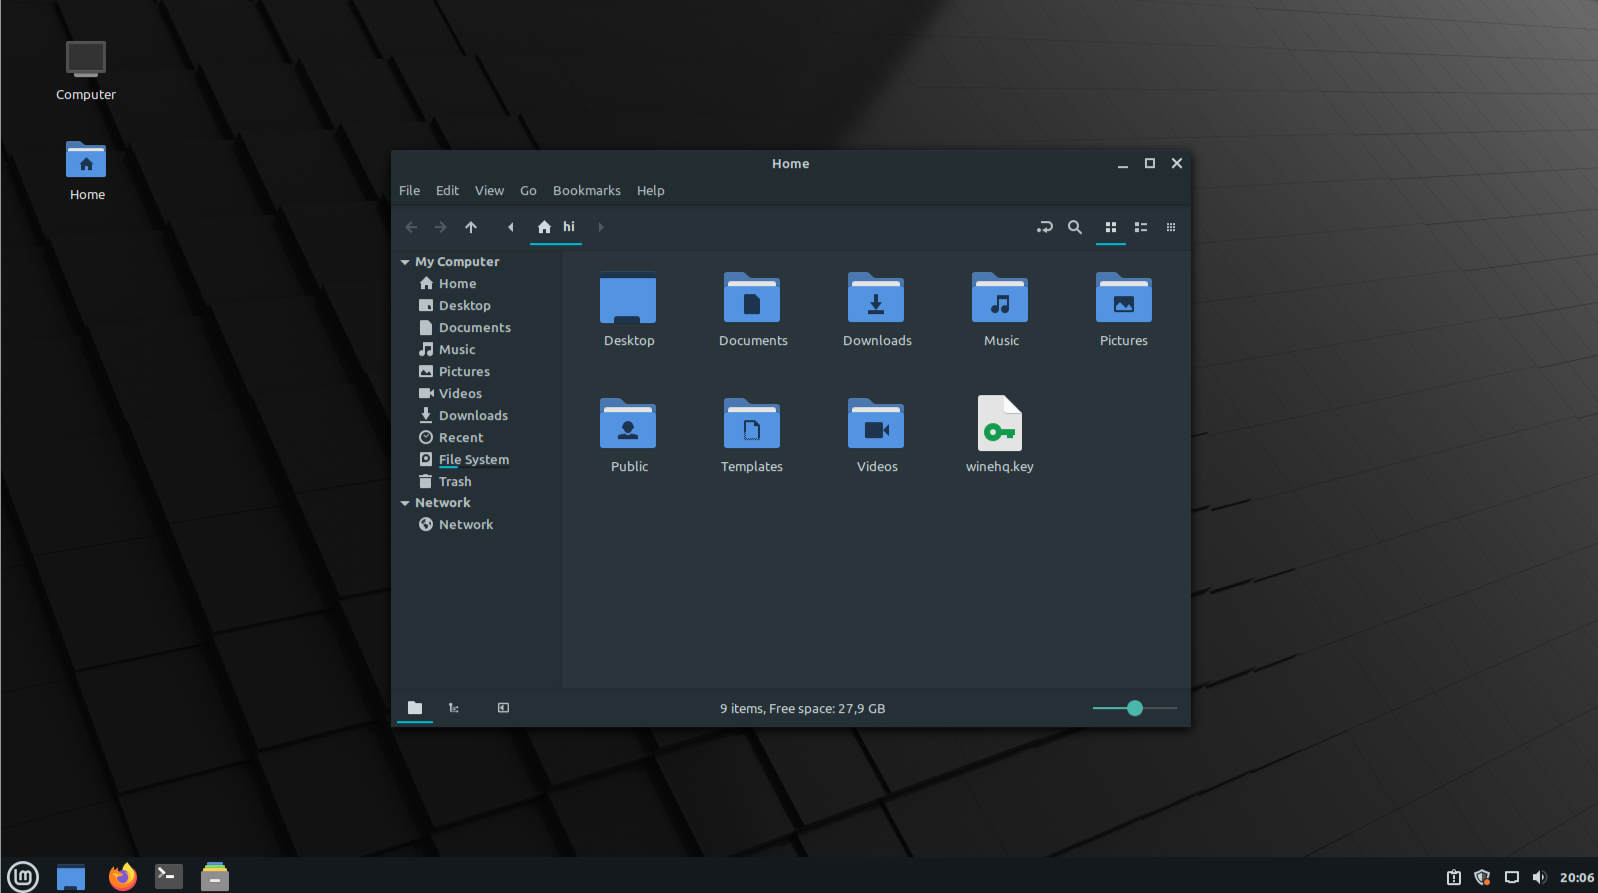 Computer
Home
Home
File Edit View Go Bookmarks Help
hi
My Computer
Home
Desktop
Documents
Music
Pictures
Videos
Downloads
Recent
File System
Trash
Network
Network
Desktop Documents Downloads Music Pictures
Public Templates Videos winehq.key
9 items, Free space: 27,9 GB
20:06